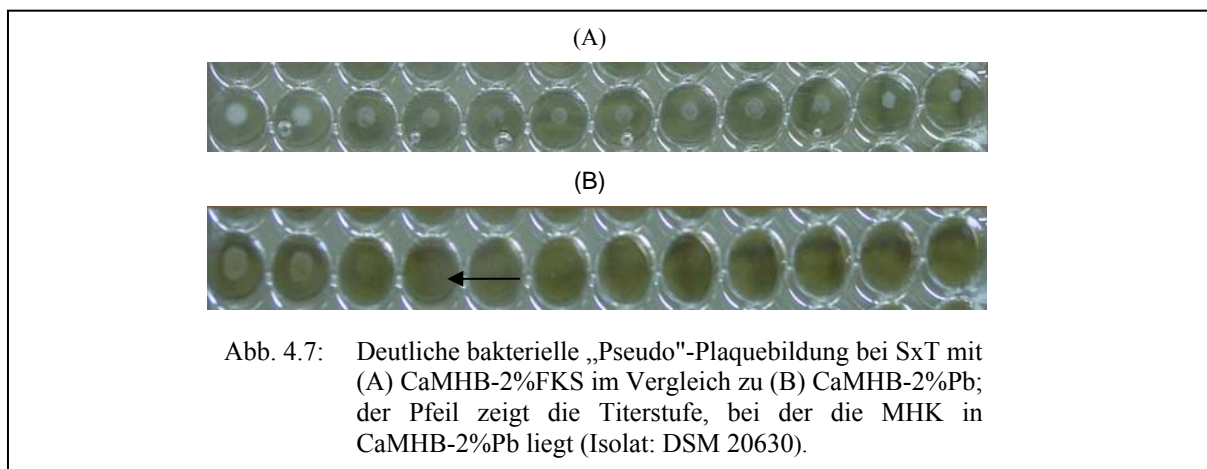 (A)
(B)
Abb. 4.7: Deutliche bakterielle „Pseudo"-Plaquebildung bei SxT mit
(A) CaMHB-2%FKS im Vergleich zu (B) CaMHB-2%Pb;
der Pfeil zeigt die Titerstufe, bei der die MHK in
CaMHB-2%Pb liegt (Isolat: DSM 20630).